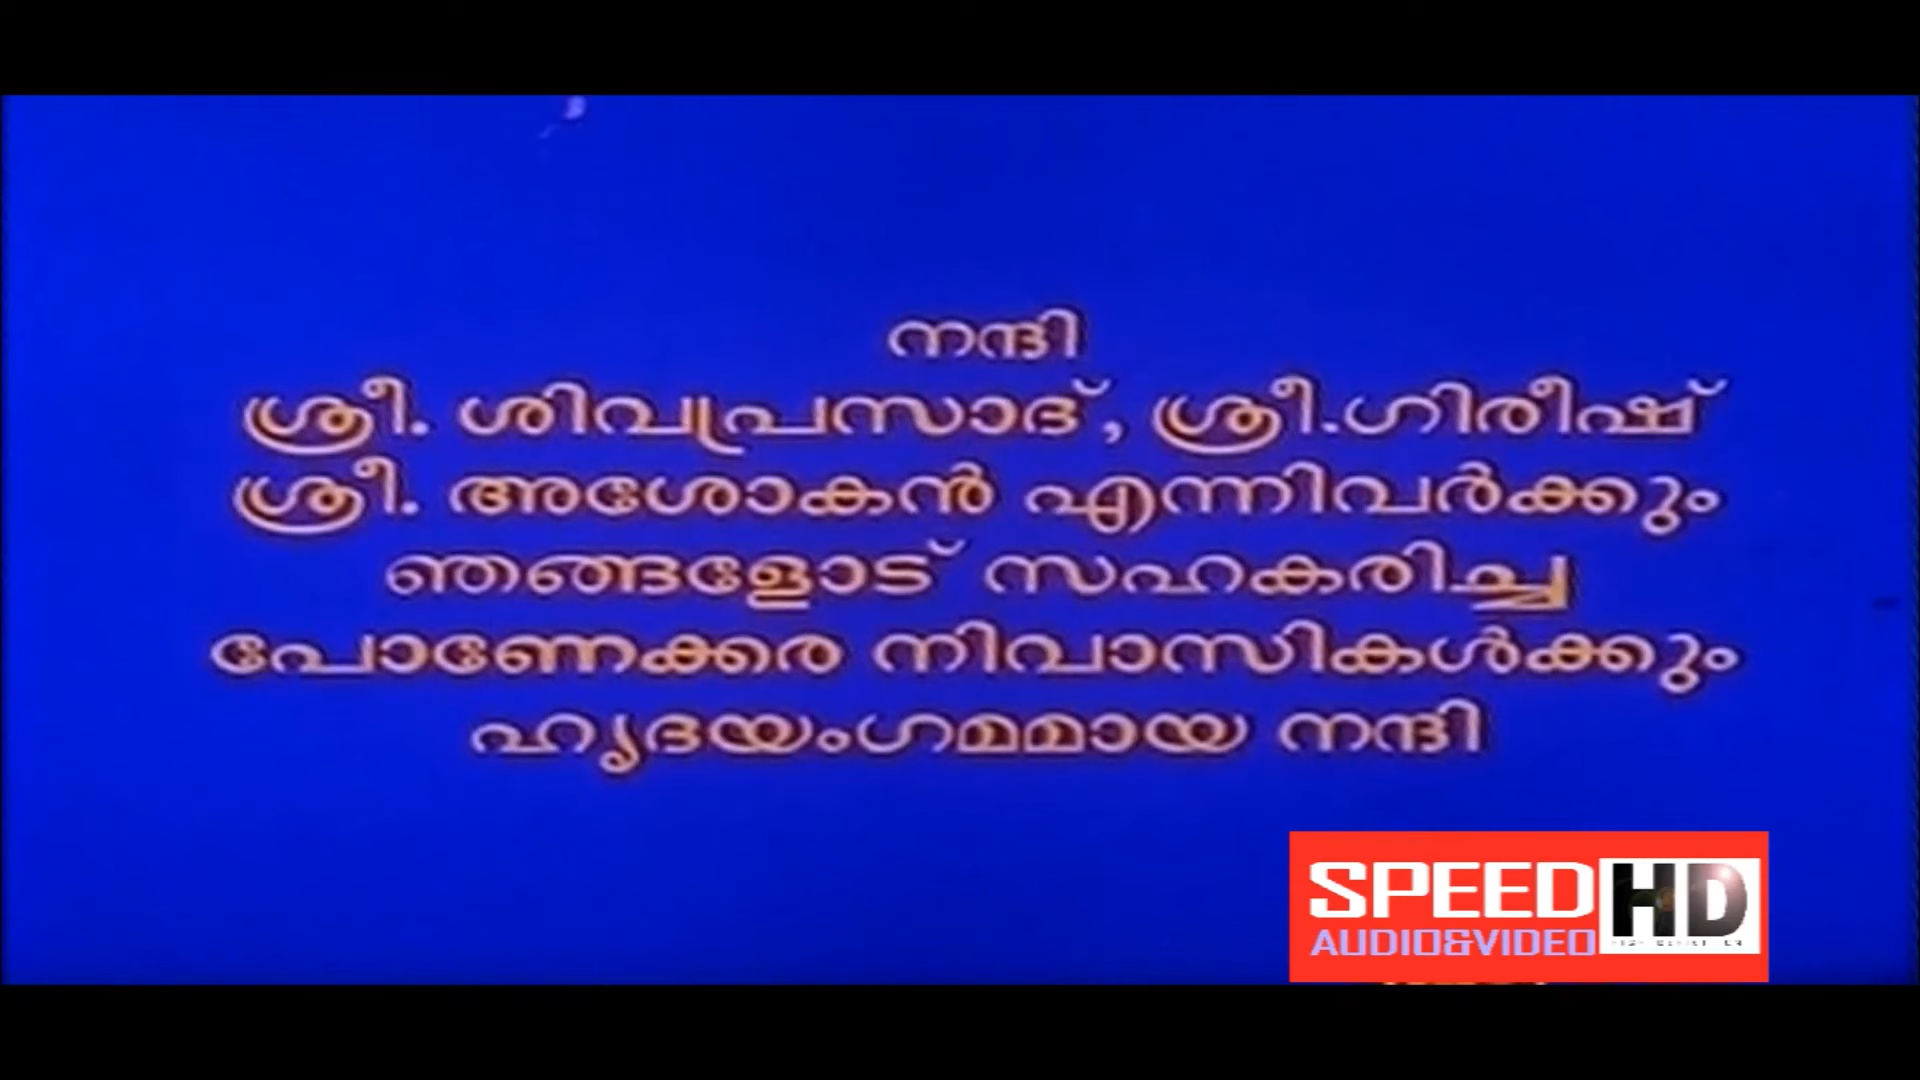 നന്ദി
ശ്രീ. ശിവപ്രസാദ്, ശ്രീ.ഗിരീഷ്
ശ്രീ. അശോകൻ എന്നിവർക്കും
ഞങ്ങളോട് സഹകരിച്ച
പോണേക്കര നിവാസികൾക്കും
ഹൃദയംഗമമായ നന്ദി
SPEED HD
AUDIO&VIDEO